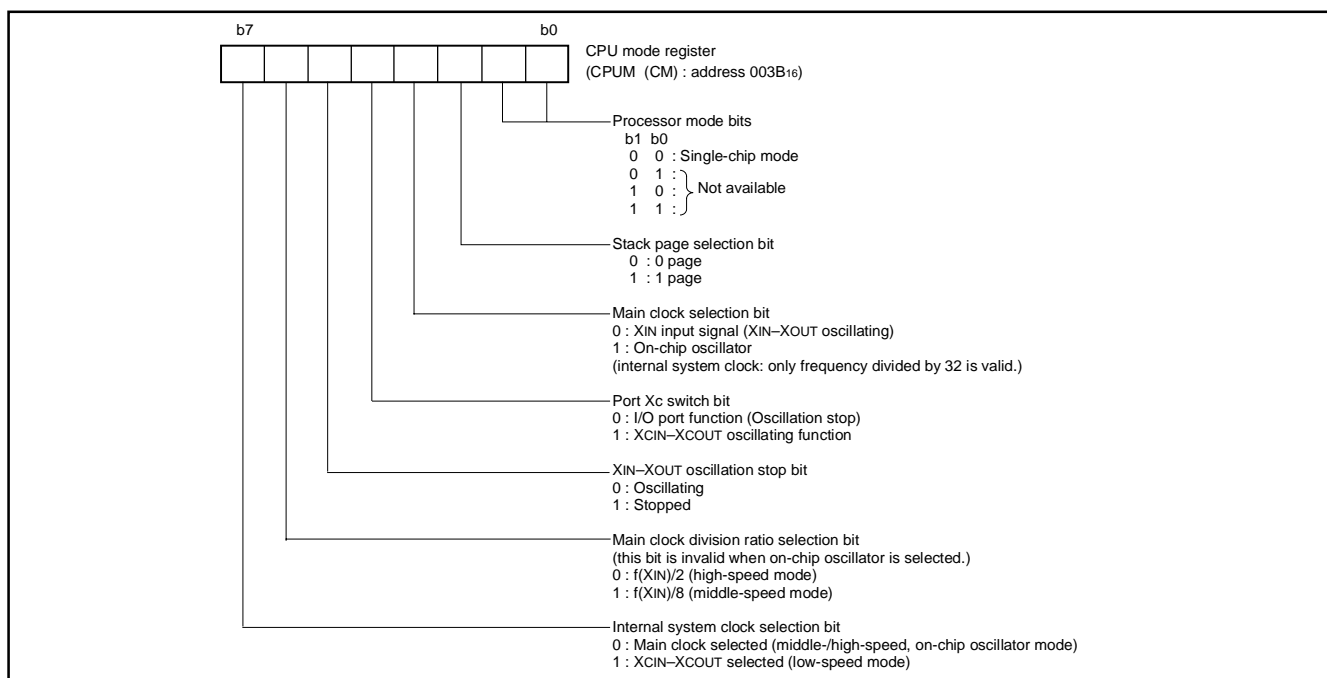 b7 b0
CPU mode register
(CPUM (CM) : address 003B16)
Processor mode bits
b1 b0
0 0 : Single-chip mode
0 1 :
1 0 : Not available
1 1 :
Stack page selection bit
0 : 0 page
1 : 1 page
Main clock selection bit
0 : XIN input signal (XIN–XOUT oscillating)
1 : On-chip oscillator
(internal system clock: only frequency divided by 32 is valid.)
Port Xc switch bit
0 : I/O port function (Oscillation stop)
1 : XCIN–XCOUT oscillating function
XIN–XOUT oscillation stop bit
0 : Oscillating
1 : Stopped
Main clock division ratio selection bit
(this bit is invalid when on-chip oscillator is selected.)
0 : f(XIN)/2 (high-speed mode)
1 : f(XIN)/8 (middle-speed mode)
Internal system clock selection bit
0 : Main clock selected (middle-/high-speed, on-chip oscillator mode)
1 : XCIN–XCOUT selected (low-speed mode)